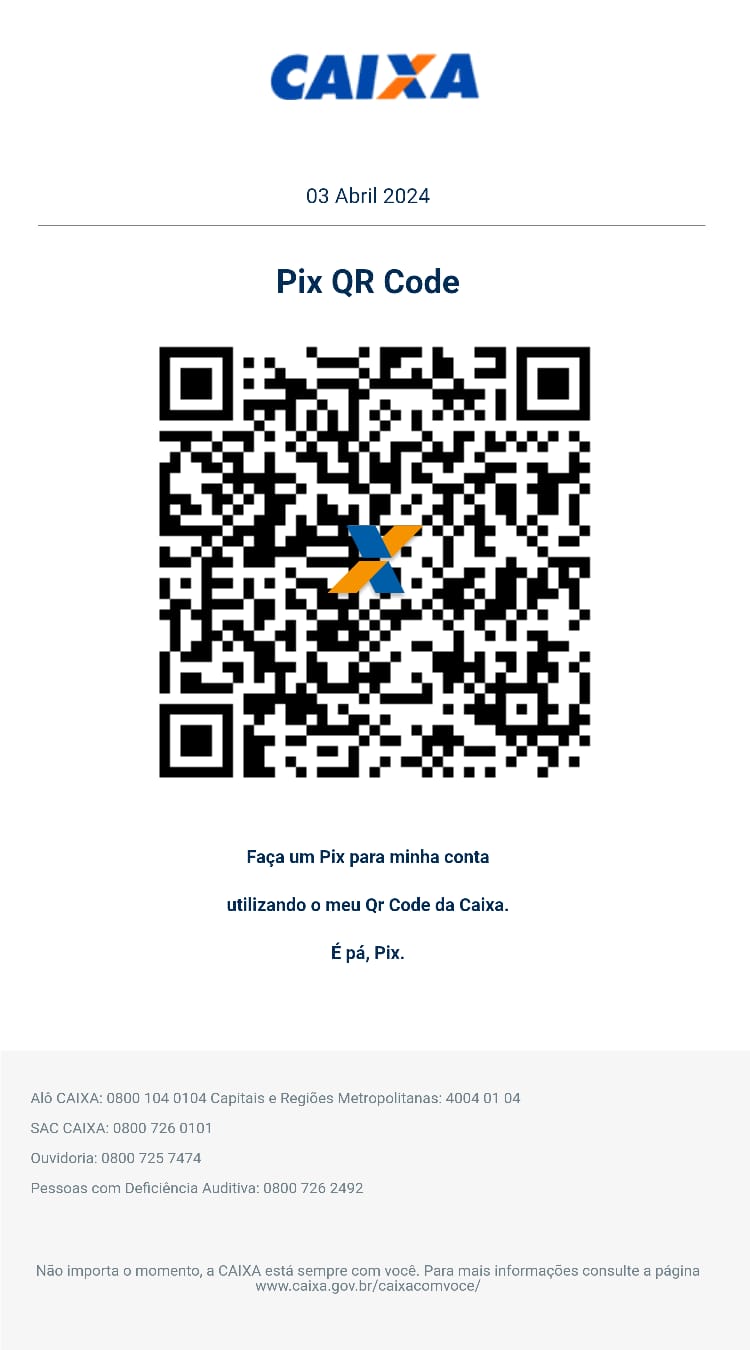 CAIXA
03 Abril 2024
Pix QR Code
Faça um Pix para minha conta
utilizando o meu Qr Code da Caixa.
É pá, Pix.
Alô CAIXA: 0800 104 0104 Capitais e Regiões Metropolitanas: 4004 01 04
SAC CAIXA: 0800 726 0101
Ouvidoria: 0800 725 7474
Pessoas com Deficiência Auditiva: 0800 726 2492
Não importa o momento, a CAIXA está sempre com você. Para mais informações consulte a página
www.caixa.gov.br/caixacomvoce/